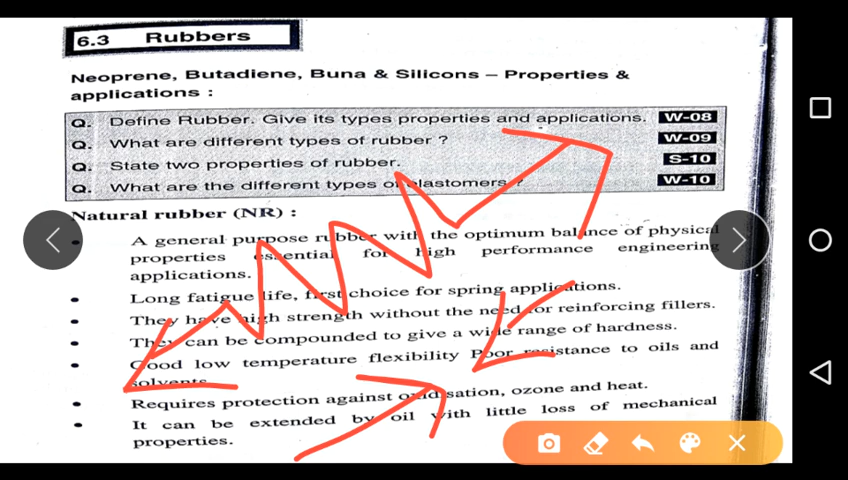 6.3 Rubbers
Neoprene, Butadiene, Buna & Silicons – Properties &
applications :
Q. Define Rubber. Give its types properties and applications. W-08
Q. What are different types of rubber ? W-09
Q. State two properties of rubber. S-10
Q. What are the different types of elastomers ? W-10
Natural rubber (NR) :
• A general purpose rubber with the optimum balance of physical
properties essential for high performance engineering
applications.
• Long fatigue life, first choice for spring applications.
• They have high strength without the need for reinforcing fillers.
• They can be compounded to give a wide range of hardness.
• Good low temperature flexibility Poor resistance to oils and
solvents
• Requires protection against oxidisation, ozone and heat.
• It can be extended by oil with little loss of mechanical
properties.